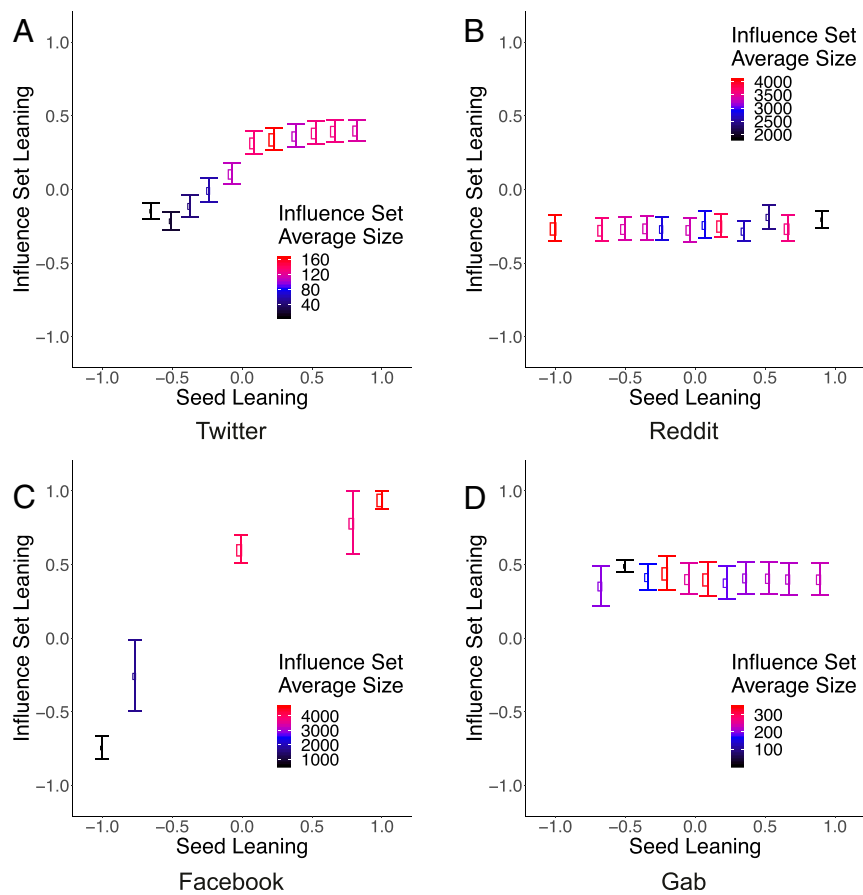 A
Influence Set Leaning
1.0
0.5
0.0
−0.5
−1.0
Influence Set
Average Size
160
120
80
40
−1.0 −0.5 0.0 0.5 1.0
Seed Leaning
Twitter
B
Influence Set Leaning
1.0
0.5
0.0
−0.5
−1.0
Influence Set
Average Size
4000
3500
3000
2500
2000
−1.0 −0.5 0.0 0.5 1.0
Seed Leaning
Reddit
C
Influence Set Leaning
1.0
0.5
0.0
−0.5
−1.0
Influence Set
Average Size
4000
3000
2000
1000
−1.0 −0.5 0.0 0.5 1.0
Seed Leaning
Facebook
D
Influence Set Leaning
1.0
0.5
0.0
−0.5
−1.0
Influence Set
Average Size
300
200
100
−1.0 −0.5 0.0 0.5 1.0
Seed Leaning
Gab